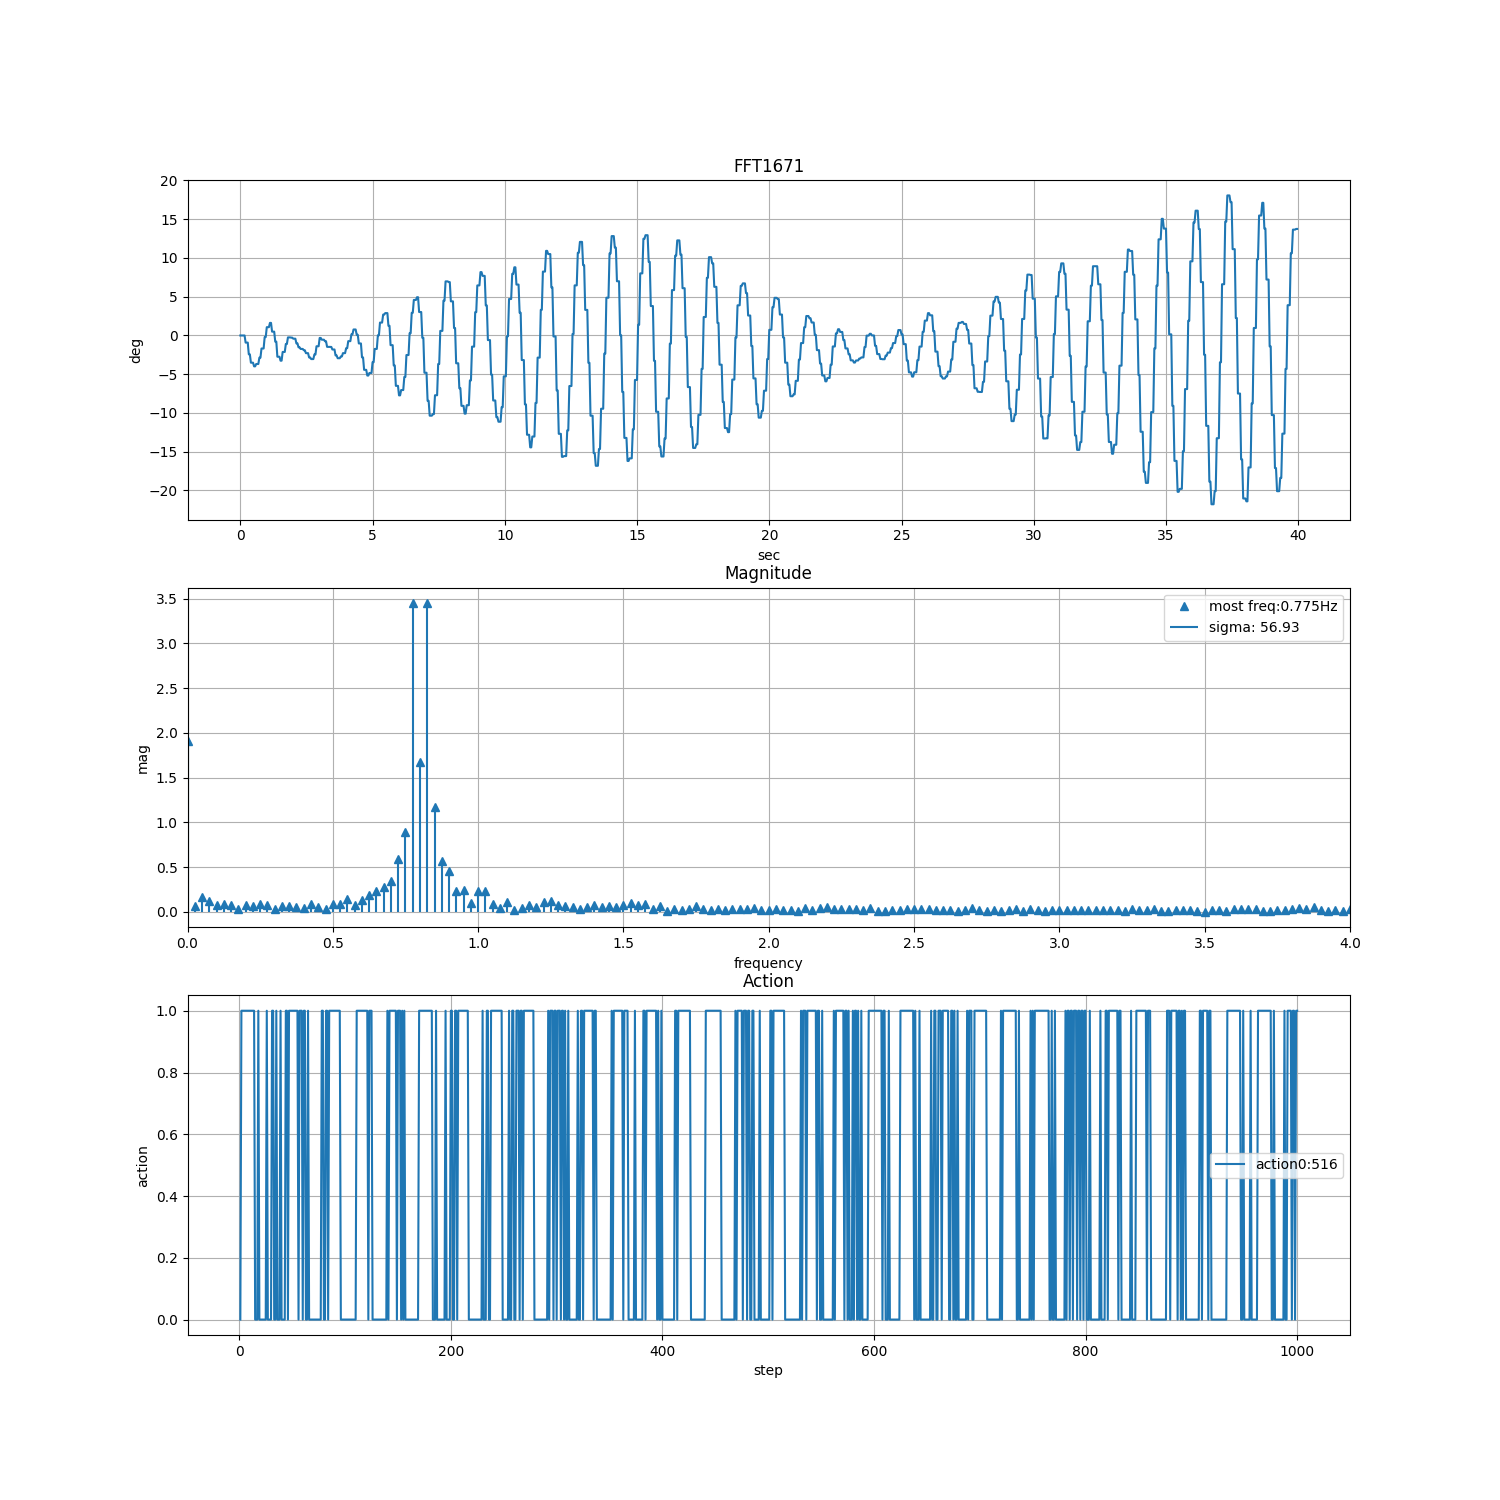 FFT1671
20
15
10
5
0
−5
−10
−15
−20
deg
0 5 10 15 20 25 30 35 40
sec
Magnitude
3.5
3.0
2.5
2.0
1.5
1.0
0.5
0.0
mag
most freq:0.775Hz
sigma: 56.93
0.0 0.5 1.0 1.5 2.0 2.5 3.0 3.5 4.0
frequency
Action
1.0
0.8
0.6
0.4
0.2
0.0
action
action0:516
0 200 400 600 800 1000
step